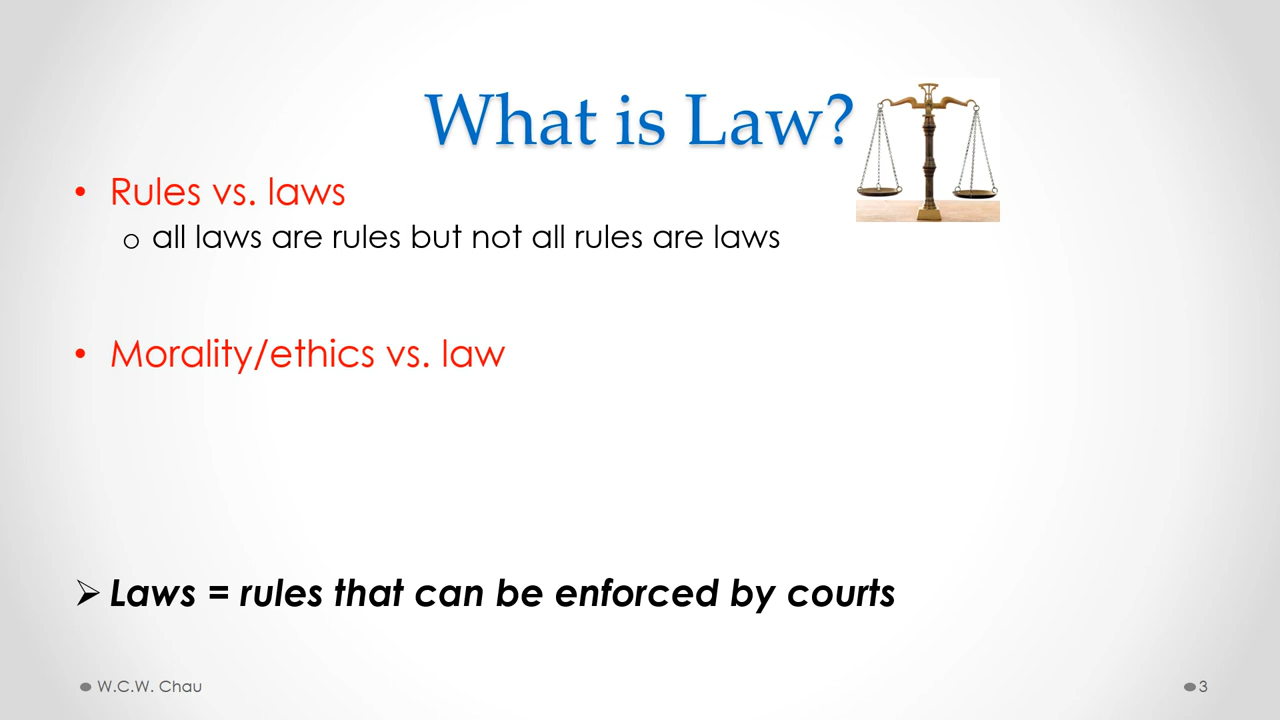 What is Law?
• Rules vs. laws
o all laws are rules but not all rules are laws
• Morality/ethics vs. law
➢ Laws = rules that can be enforced by courts
W.C.W. Chau
3